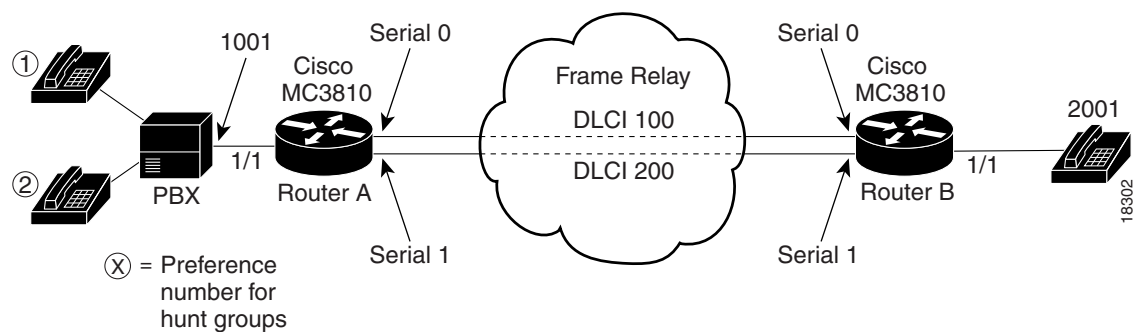 1001
Serial 0
Serial 0
Cisco
MC3810
Frame Relay
Cisco
MC3810
1
DLCI 100
2001
1/1
DLCI 200
1/1
2
PBX
Router A
Router B
Serial 1
Serial 1
X = Preference
number for
hunt groups
18302